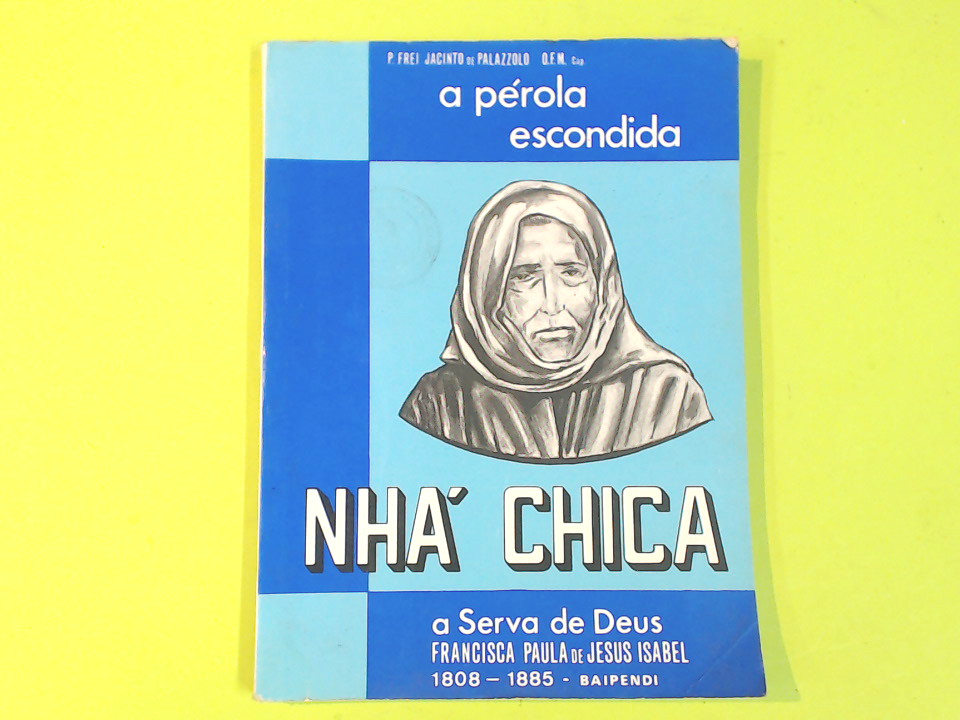 P. FREI JACINTO DE PALAZZOLO O.F.M. Cap.
a pérola
escondida
NHÁ CHICA
a Serva de Deus
FRANCISCA PAULA DE JESUS ISABEL
1808 - 1885 - BAIPENDI